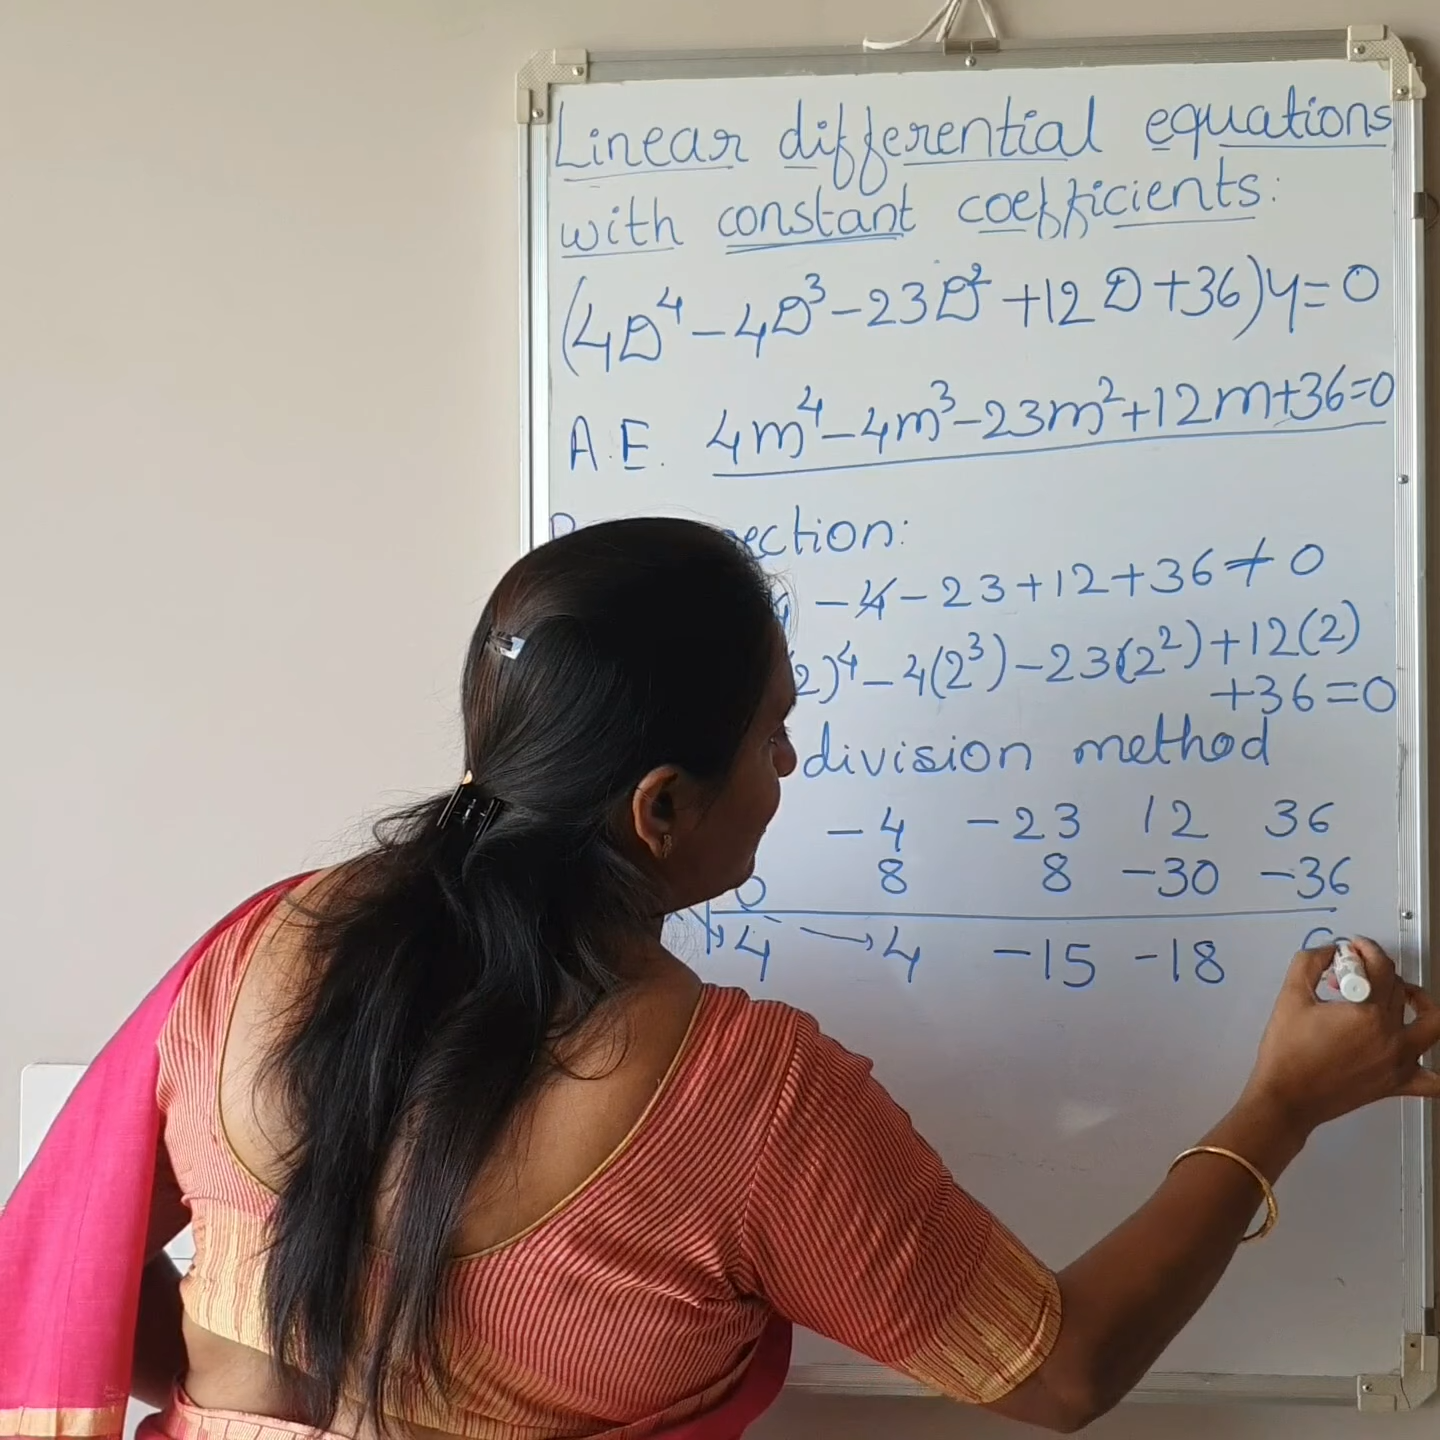 Linear differential equations
with constant coefficients:
(4D⁴ - 4D³ - 23D² + 12D + 36)y = 0
A.E. 4m⁴ - 4m³ - 23m² + 12m + 36 = 0
ection:
- 4 - 23 + 12 + 36 ≠ 0
2)⁴ - 4(2³) - 23(2²) + 12(2)
+ 36 = 0
division method
-4 -23 12 36
0 8 8 -30 -36
4 → 4 -15 -18